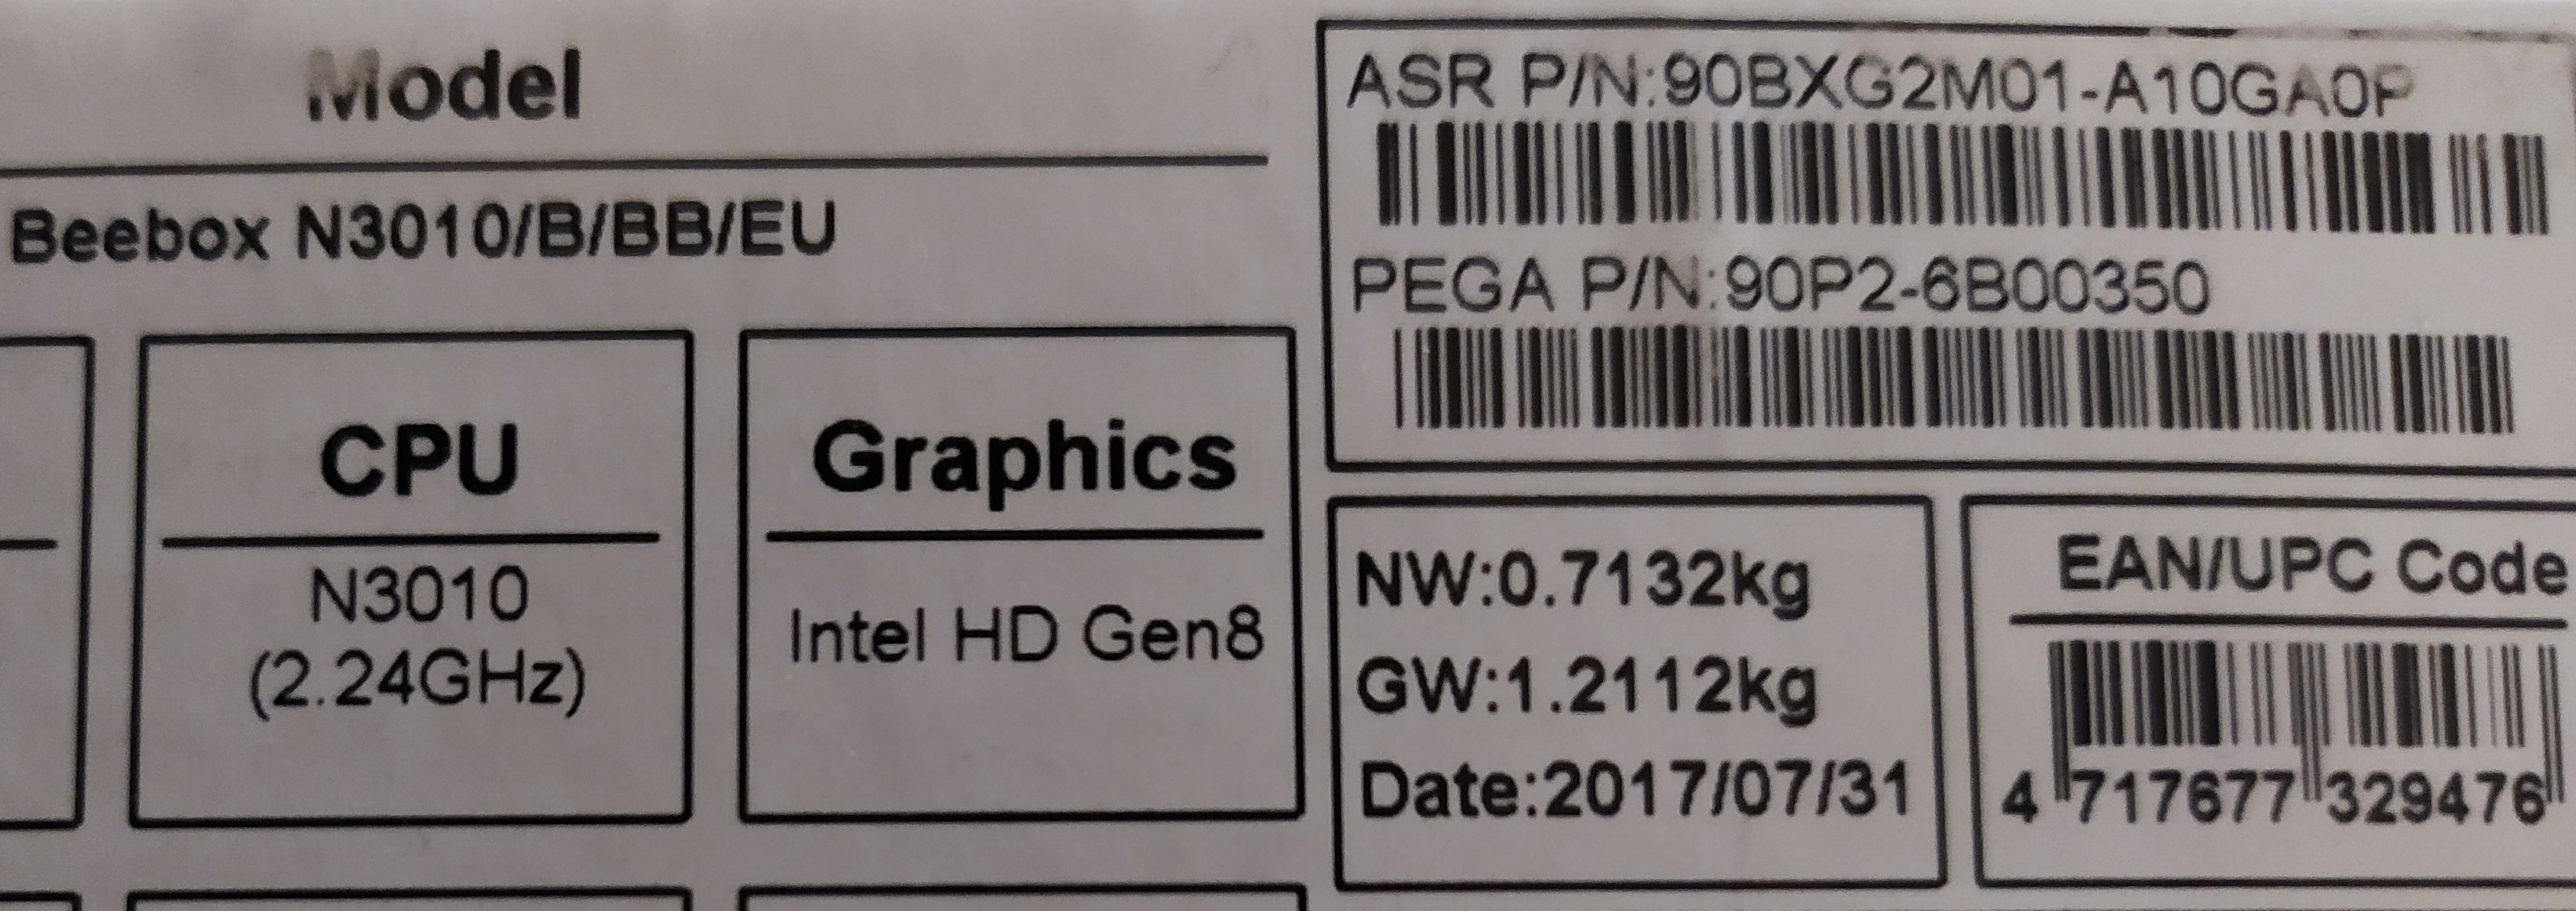 Model
Beebox N3010/B/BB/EU
ASR P/N:90BXG2M01-A10GA0P
PEGA P/N:90P2-6B00350
CPU
N3010
(2.24GHz)
Graphics
Intel HD Gen8
NW:0.7132kg
GW:1.2112kg
Date:2017/07/31
EAN/UPC Code
4 717677 329476